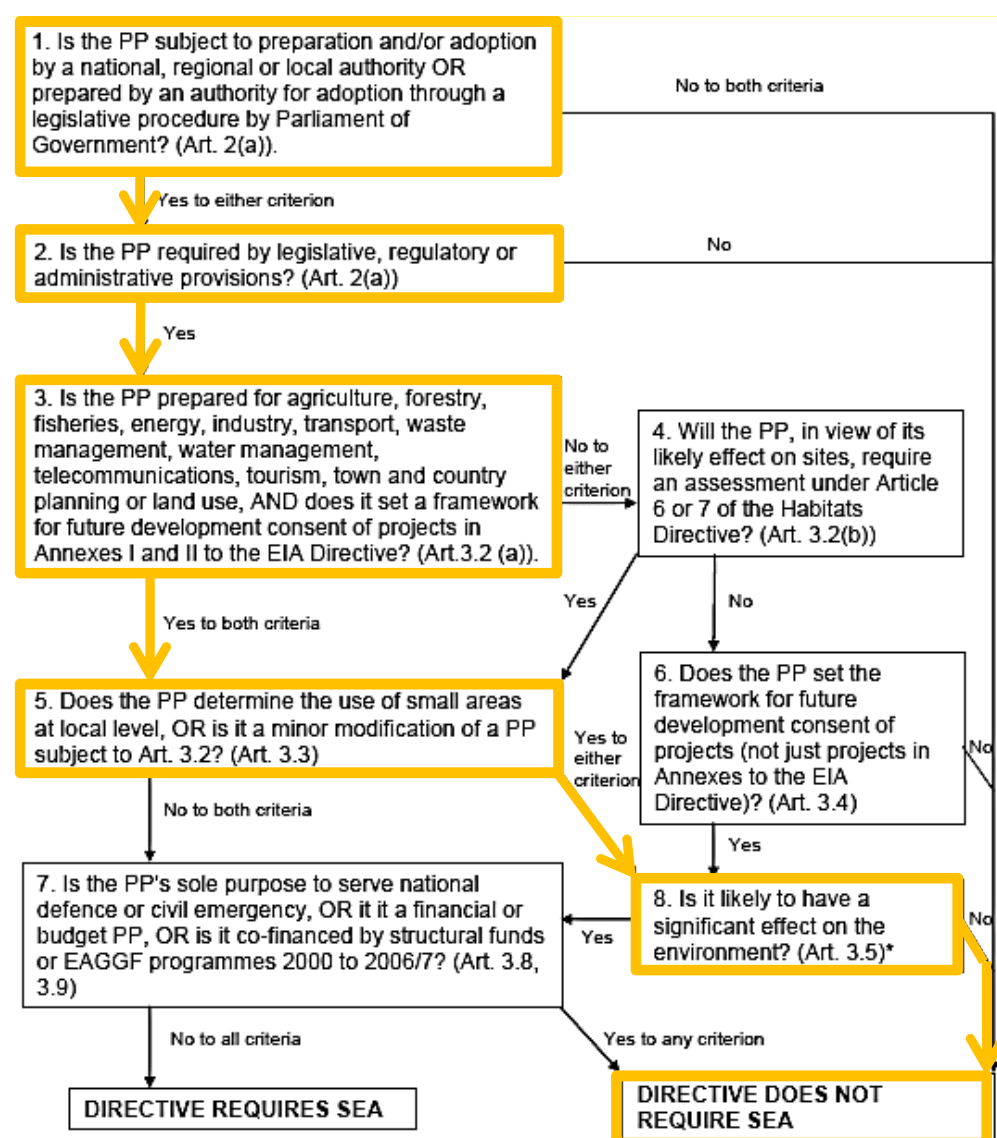 1. Is the PP subject to preparation and/or adoption
by a national, regional or local authority OR
prepared by an authority for adoption through a
legislative procedure by Parliament of
Government? (Art. 2(a)).
No to both criteria
Yes to either criterion
2. Is the PP required by legislative, regulatory or
administrative provisions? (Art. 2(a))
No
Yes
3. Is the PP prepared for agriculture, forestry,
fisheries, energy, industry, transport, waste
management, water management,
telecommunications, tourism, town and country
planning or land use, AND does it set a framework
for future development consent of projects in
Annexes I and II to the EIA Directive? (Art.3.2 (a)).
No to
either
criterion
4. Will the PP, in view of its
likely effect on sites, require
an assessment under Article
6 or 7 of the Habitats
Directive? (Art. 3.2(b))
Yes to both criteria
Yes
No
5. Does the PP determine the use of small areas
at local level, OR is it a minor modification of a PP
subject to Art. 3.2? (Art. 3.3)
Yes to
either
criterion
6. Does the PP set the
framework for future
development consent of
projects (not just projects in
Annexes to the EIA
Directive)? (Art. 3.4)
No
No to both criteria
Yes
7. Is the PP's sole purpose to serve national
defence or civil emergency, OR it it a financial or
budget PP, OR is it co-financed by structural funds
or EAGGF programmes 2000 to 2006/7? (Art. 3.8,
3.9)
Yes
8. Is it likely to have a
significant effect on the
environment? (Art. 3.5)*
No
No to all criteria
Yes to any criterion
DIRECTIVE REQUIRES SEA
DIRECTIVE DOES NOT
REQUIRE SEA